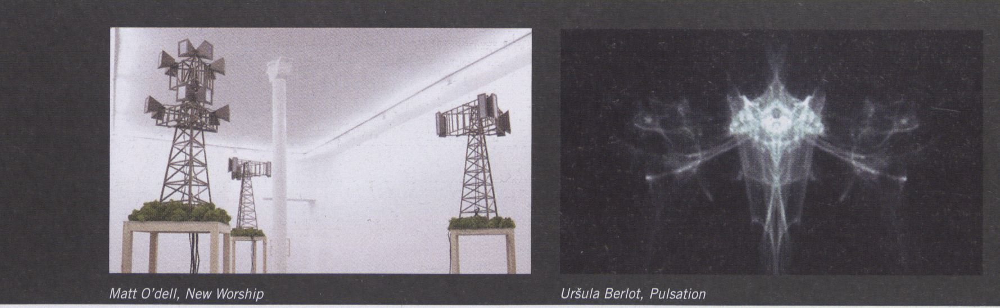 Matt O'dell, New Worship
Uršula Berlot, Pulsation